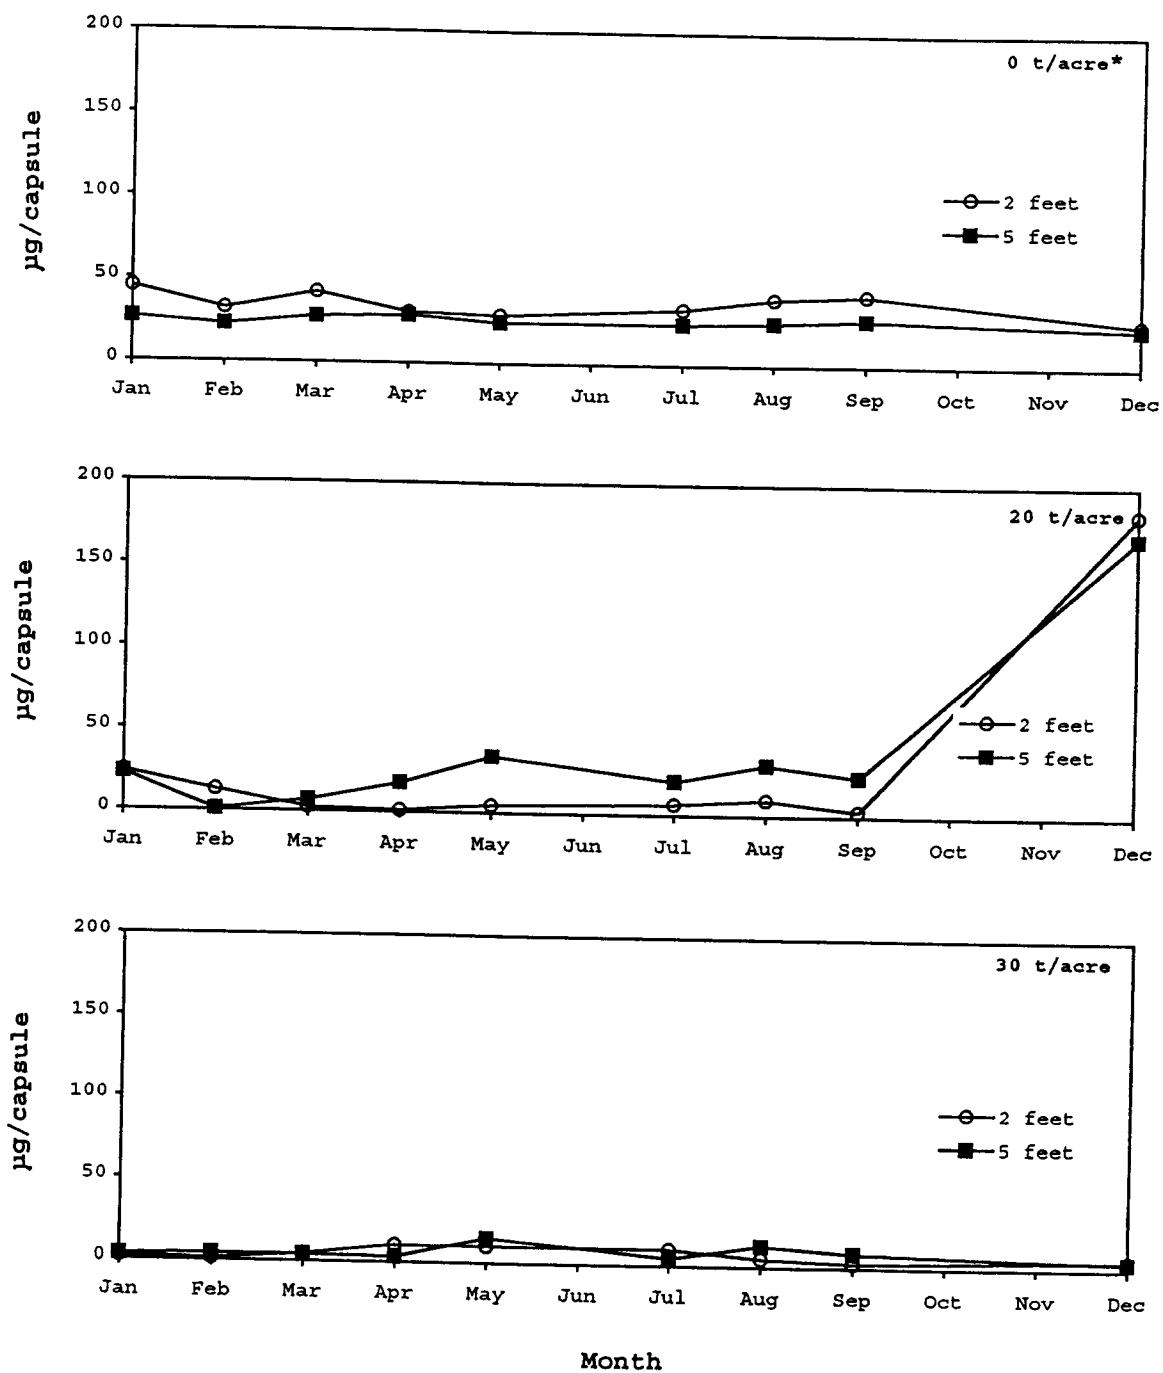 200
0 t/acre*
150
µg/capsule
100
2 feet
5 feet
50
0
Jan Feb Mar Apr May Jun Jul Aug Sep Oct Nov Dec
200
20 t/acre
150
µg/capsule
100
50
2 feet
5 feet
0
Jan Feb Mar Apr May Jun Jul Aug Sep Oct Nov Dec
200
30 t/acre
150
µg/capsule
100
2 feet
5 feet
50
0
Jan Feb Mar Apr May Jun Jul Aug Sep Oct Nov Dec
Month